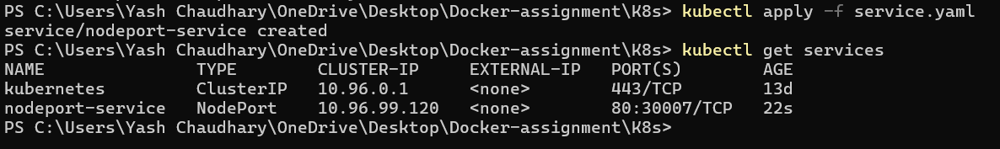 PS C:\Users\Yash Chaudhary\OneDrive\Desktop\Docker-assignment\K8s> kubectl apply -f service.yaml
service/nodeport-service created
PS C:\Users\Yash Chaudhary\OneDrive\Desktop\Docker-assignment\K8s> kubectl get services
NAME TYPE CLUSTER-IP EXTERNAL-IP PORT(S) AGE
kubernetes ClusterIP 10.96.0.1 <none> 443/TCP 13d
nodeport-service NodePort 10.96.99.120 <none> 80:30007/TCP 22s
PS C:\Users\Yash Chaudhary\OneDrive\Desktop\Docker-assignment\K8s>